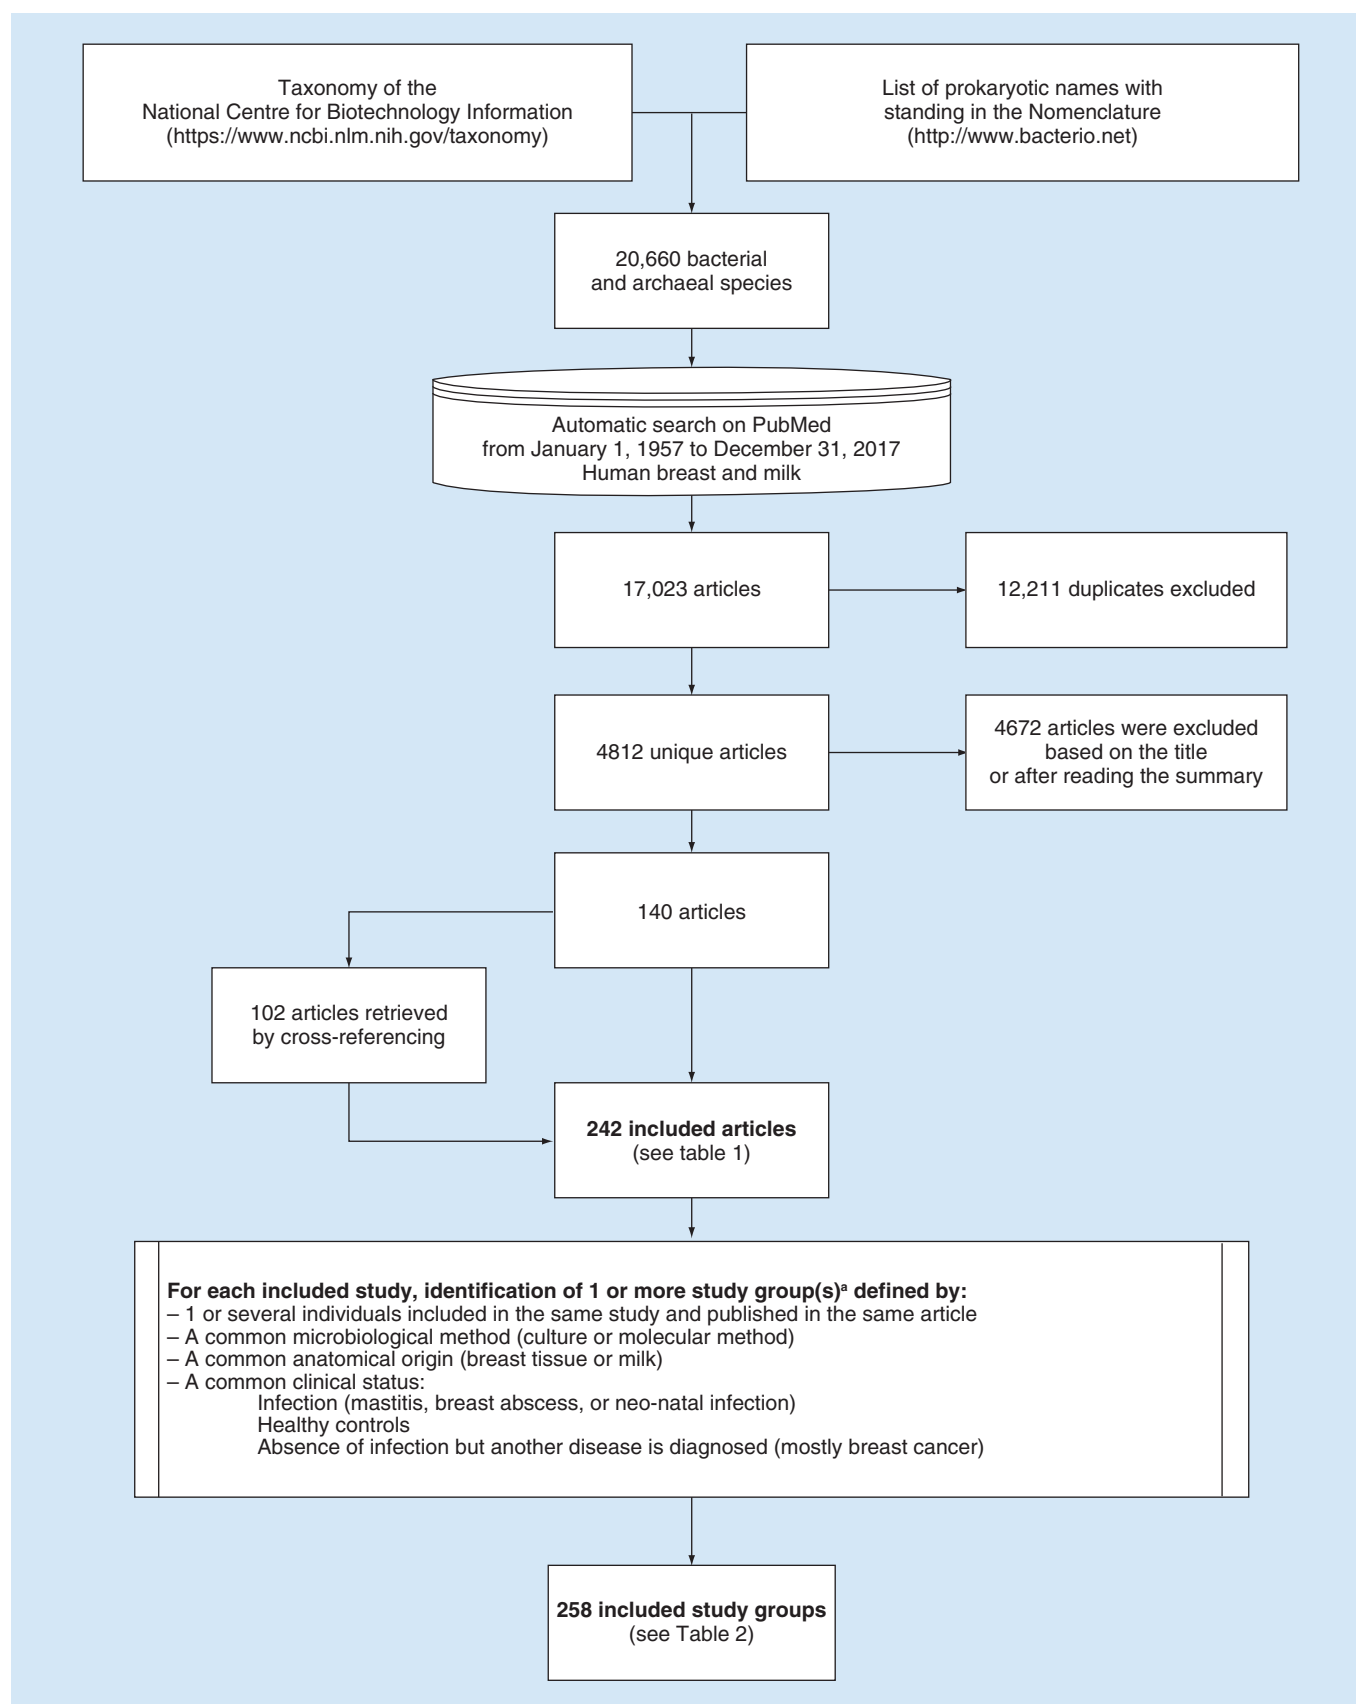 Taxonomy of the
National Centre for Biotechnology Information
(https://www.ncbi.nlm.nih.gov/taxonomy)
List of prokaryotic names with
standing in the Nomenclature
(http://www.bacterio.net)
20,660 bacterial
and archaeal species
Automatic search on PubMed
from January 1, 1957 to December 31, 2017
Human breast and milk
17,023 articles
12,211 duplicates excluded
4812 unique articles
4672 articles were excluded
based on the title
or after reading the summary
140 articles
102 articles retrieved
by cross-referencing
242 included articles
(see table 1)
For each included study, identification of 1 or more study group(s)ª defined by:
– 1 or several individuals included in the same study and published in the same article
– A common microbiological method (culture or molecular method)
– A common anatomical origin (breast tissue or milk)
– A common clinical status:
Infection (mastitis, breast abscess, or neo-natal infection)
Healthy controls
Absence of infection but another disease is diagnosed (mostly breast cancer)
258 included study groups
(see Table 2)